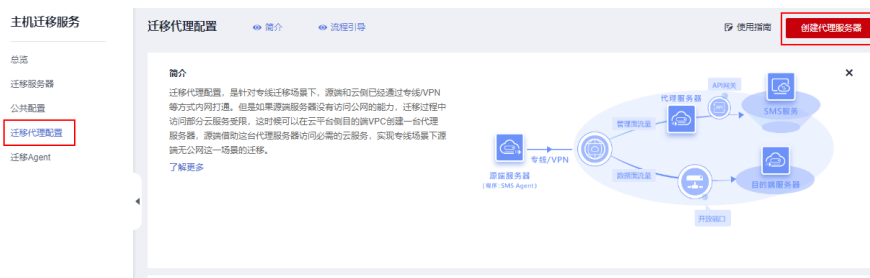 主机迁移服务
迁移代理配置
简介
流程引导
使用指南
创建代理服务器
总览
迁移服务器
公共配置
迁移代理配置
迁移Agent
简介
迁移代理配置，是针对专线迁移场景下，源端和云侧已经通过专线/VPN
等方式内网打通。但是如果源端服务器没有访问公网的能力，迁移过程中
访问部分云服务受限，这时候可以在云平台侧目的端VPC创建一台代理
服务器，源端借助这台代理服务器访问必需的云服务，实现专线场景下源
端无公网这一场景的迁移。
了解更多
API网关
代理服务器
SMS服务
管理面流量
专线/VPN
源端服务器
(程序:SMS Agent)
数据面流量
目的端服务器
开放端口